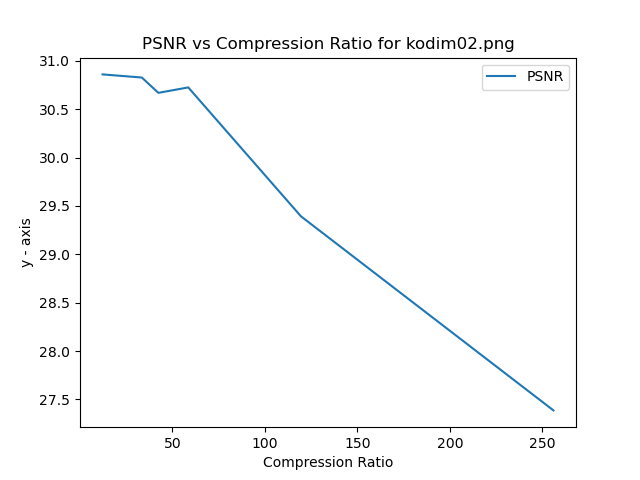 PSNR vs Compression Ratio for kodim02.png
PSNR
31.0
30.5
30.0
29.5
29.0
28.5
28.0
27.5
y - axis
50 100 150 200 250
Compression Ratio